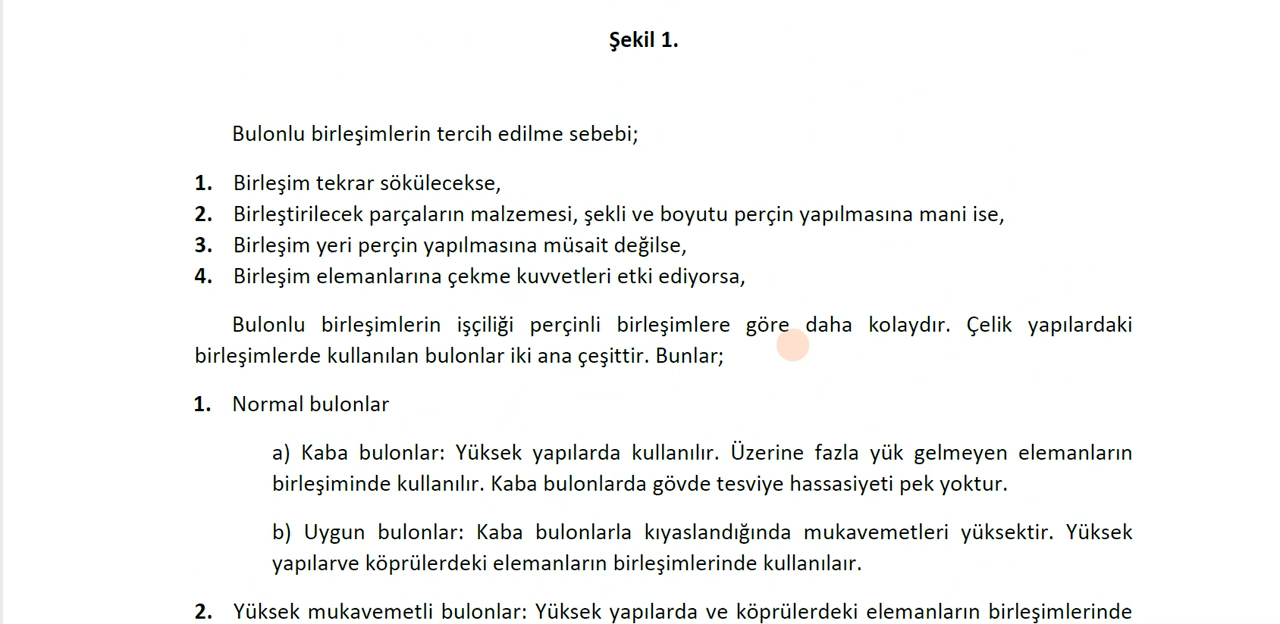 Şekil 1.
Bulonlu birleşimlerin tercih edilme sebebi;
1. Birleşim tekrar sökülecekse,
2. Birleştirilecek parçaların malzemesi, şekli ve boyutu perçin yapılmasına mani ise,
3. Birleşim yeri perçin yapılmasına müsait değilse,
4. Birleşim elemanlarına çekme kuvvetleri etki ediyorsa,
Bulonlu birleşimlerin işçiliği perçinli birleşimlere göre daha kolaydır. Çelik yapılardaki
birleşimlerde kullanılan bulonlar iki ana çeşittir. Bunlar;
1. Normal bulonlar
a) Kaba bulonlar: Yüksek yapılarda kullanılır. Üzerine fazla yük gelmeyen elemanların
birleşiminde kullanılır. Kaba bulonlarda gövde tesviye hassasiyeti pek yoktur.
b) Uygun bulonlar: Kaba bulonlarla kıyaslandığında mukavemetleri yüksektir. Yüksek
yapılarve köprülerdeki elemanların birleşimlerinde kullanılaır.
2. Yüksek mukavemetli bulonlar: Yüksek yapılarda ve köprülerdeki elemanların birleşimlerinde